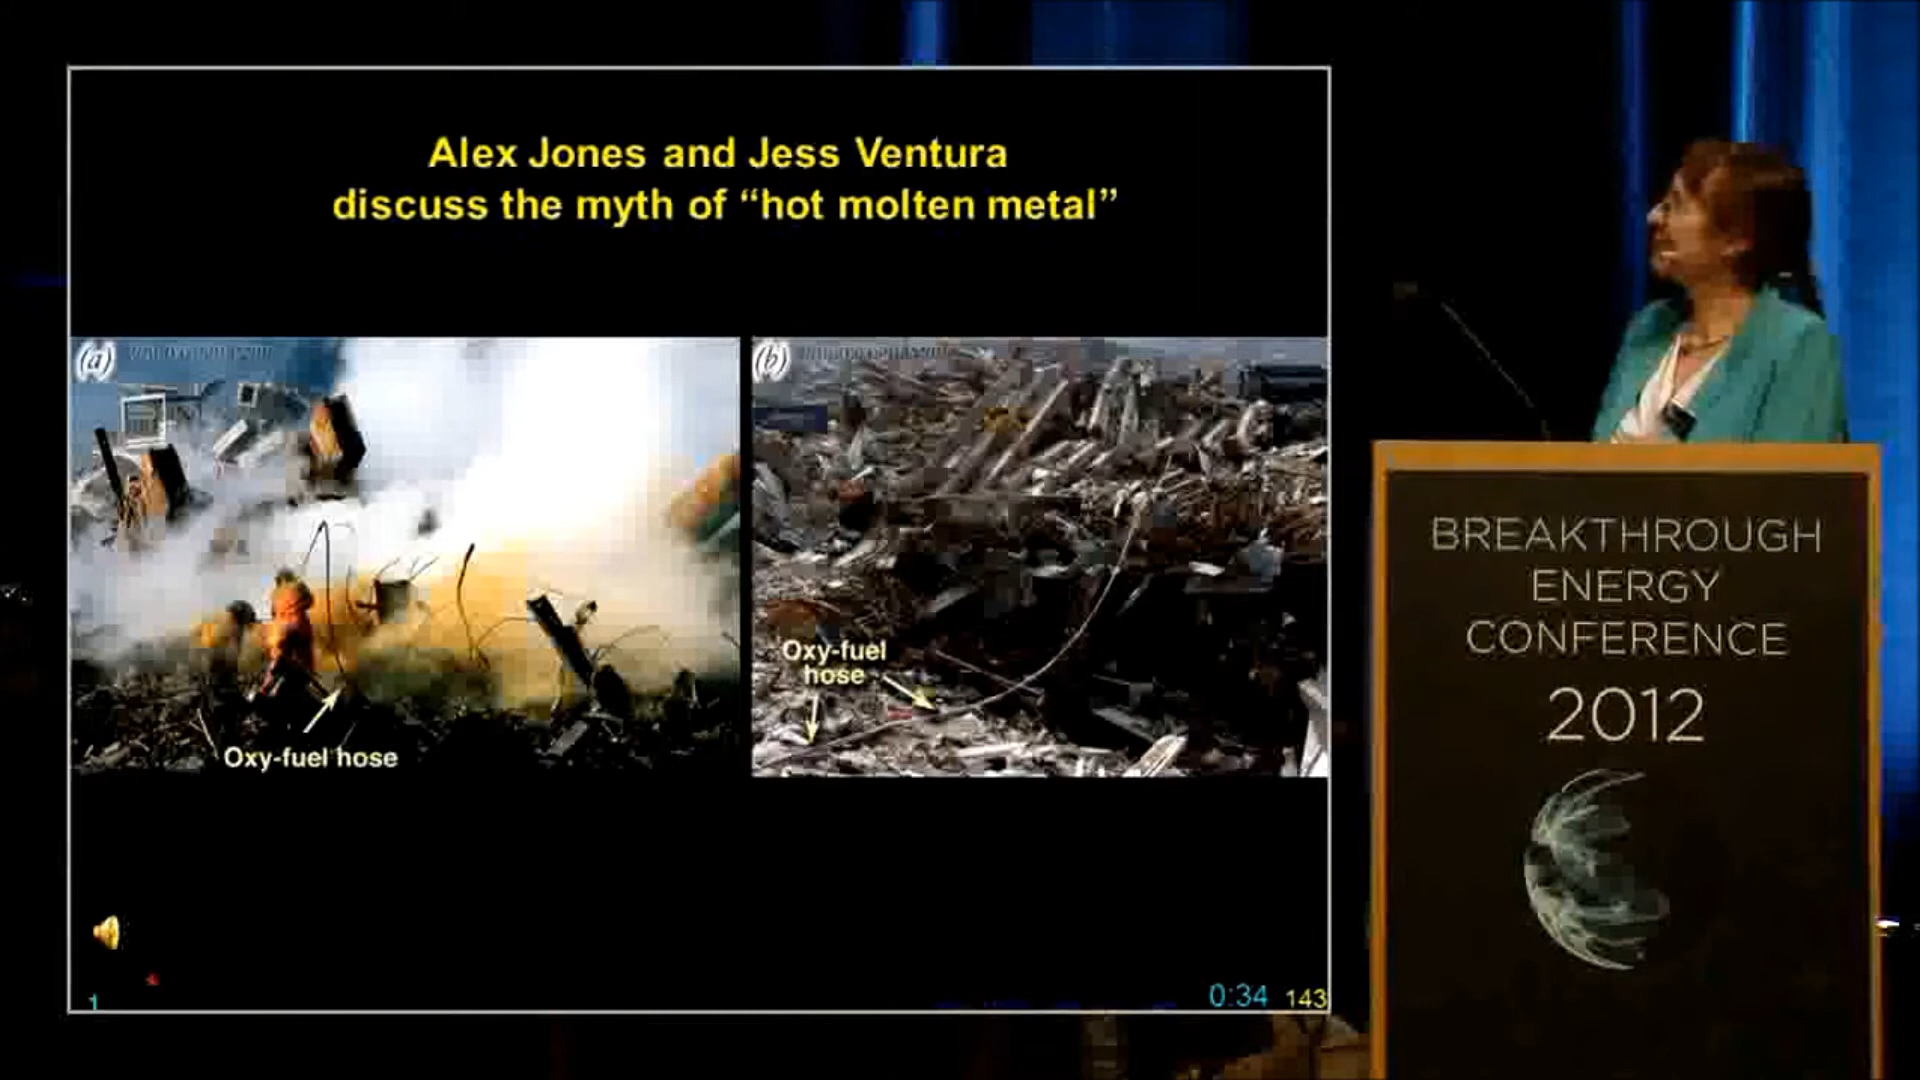 Alex Jones and Jess Ventura
discuss the myth of “hot molten metal”
(a)
(b)
Oxy-fuel hose
Oxy-fuel
hose
1
0:34 143
BREAKTHROUGH
ENERGY
CONFERENCE
2012